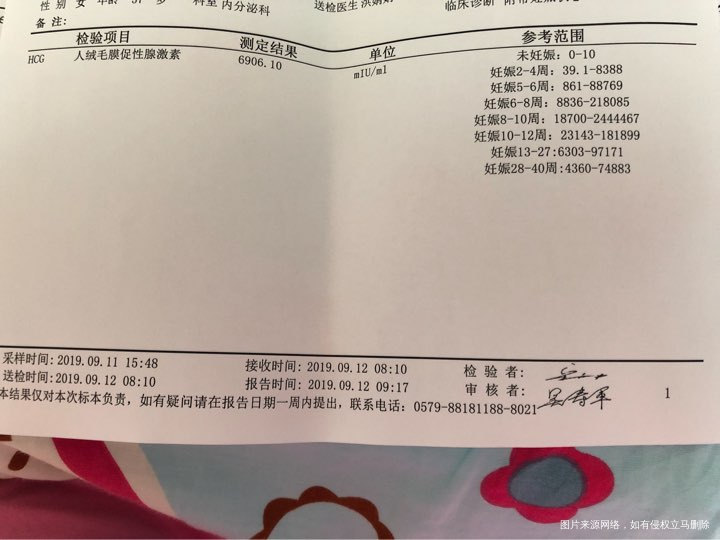 性 别 女 年龄 37 岁 科室 内分泌科 送检医生 临床诊断
备 注:
检验项目 测定结果 单位 参考范围
HCG 人绒毛膜促性腺激素 6906.10 mIU/ml 未妊娠: 0-10
妊娠2-4周: 39.1-8388
妊娠5-6周: 861-88769
妊娠6-8周: 8836-218085
妊娠8-10周: 18700-2444467
妊娠10-12周: 23143-181899
妊娠13-27:6303-97171
妊娠28-40周:4360-74883
采样时间: 2019.09.11 15:48 接收时间: 2019.09.12 08:10 检 验 者:
送检时间:2019.09.12 08:10 报告时间: 2019.09.12 09:17 审 核 者:
本结果仅对本次标本负责，如有疑问请在报告日期一周内提出，联系电话: 0579-88181188-8021
1
图片来源网络，如有侵权立马删除